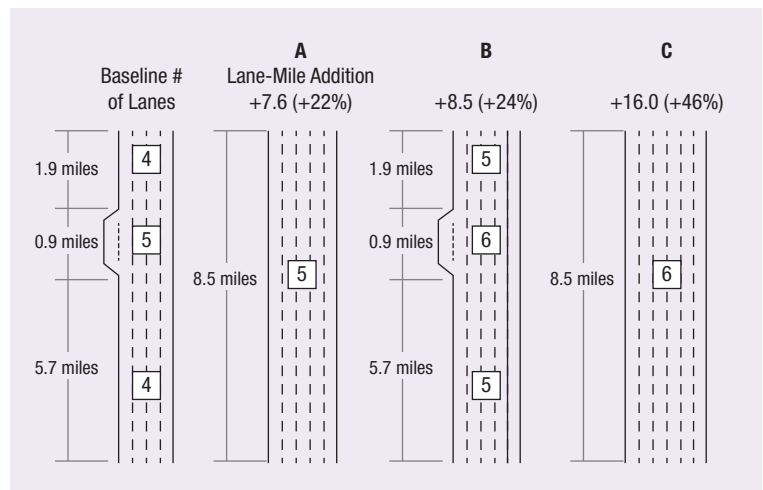 Baseline #
of Lanes
A
Lane-Mile Addition
+7.6 (+22%)
B
+8.5 (+24%)
C
+16.0 (+46%)
1.9 miles
4
0.9 miles
5
5.7 miles
4
8.5 miles
5
1.9 miles
5
0.9 miles
6
5.7 miles
5
8.5 miles
6